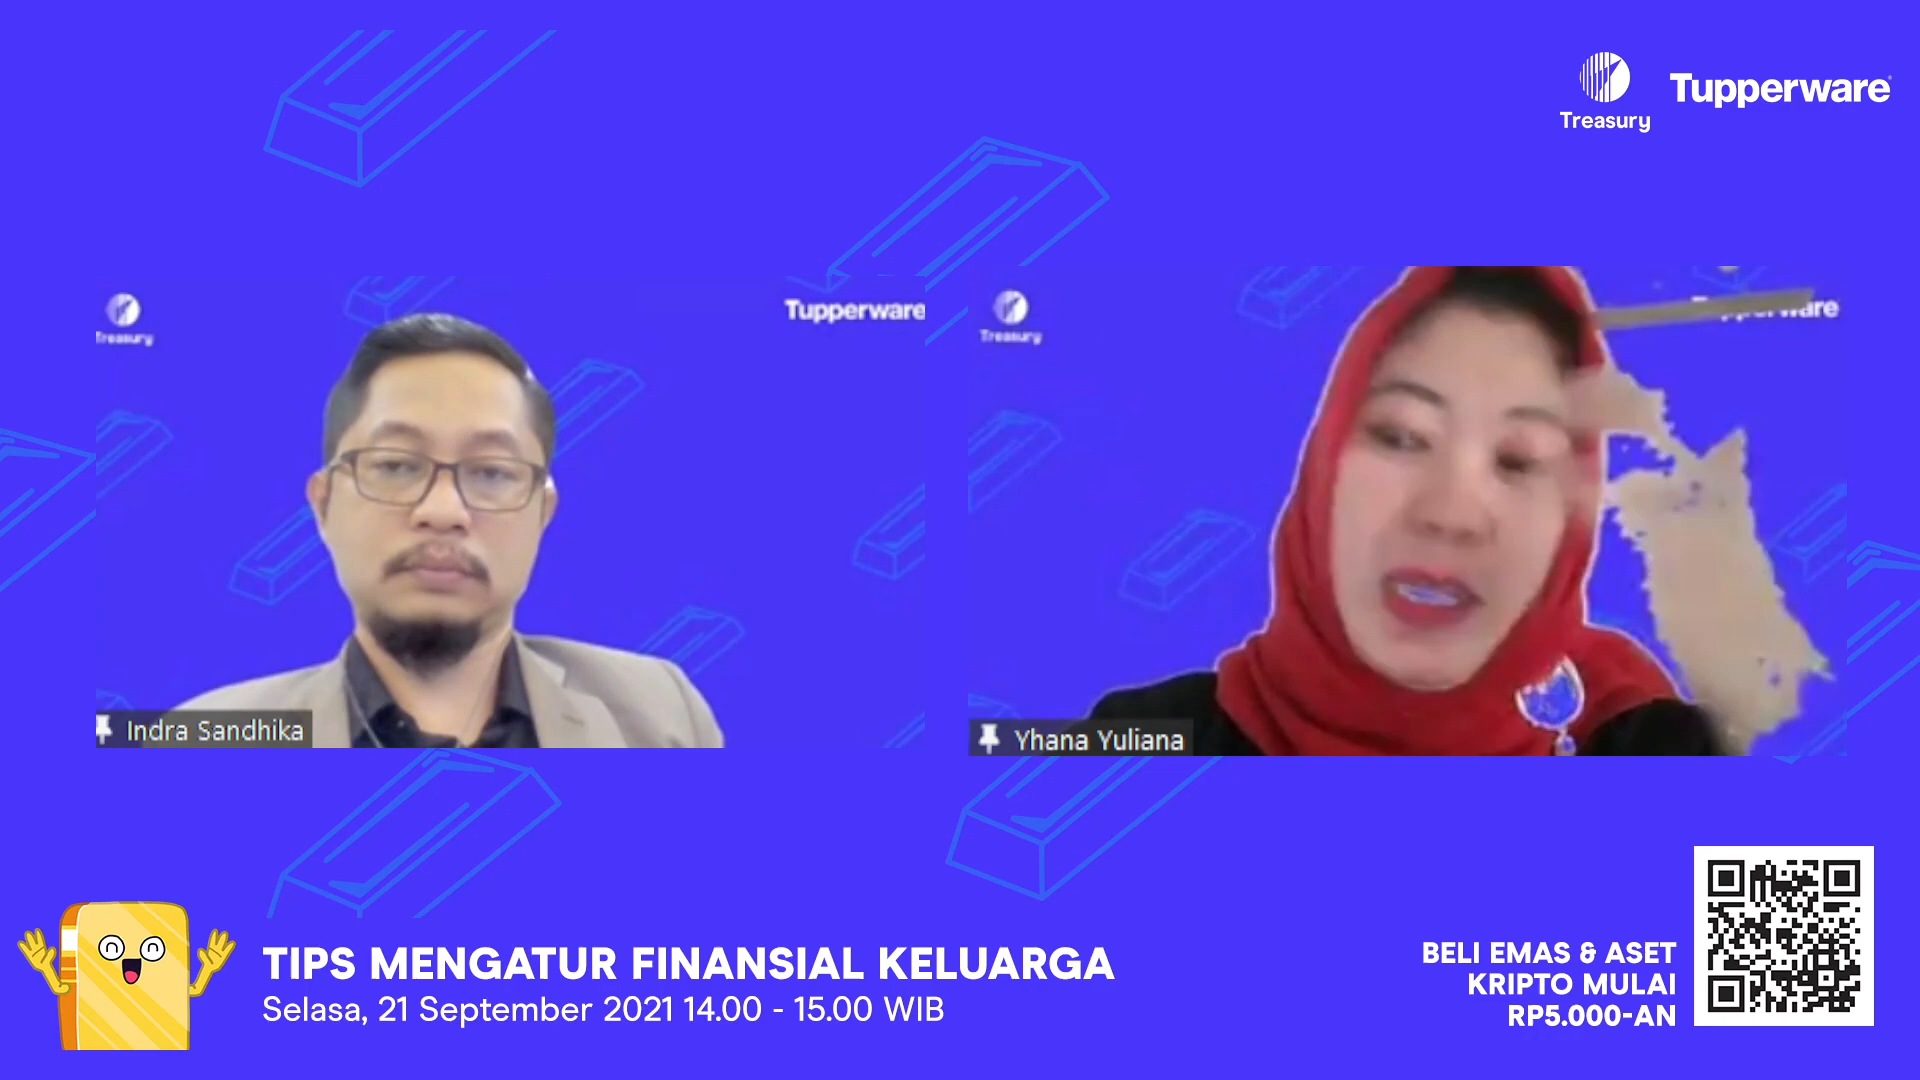 Treasury
Tupperware
Treasury
Tupperware
Treasury
Indra Sandhika
Yhana Yuliana
TIPS MENGATUR FINANSIAL KELUARGA
Selasa, 21 September 2021 14.00 - 15.00 WIB
BELI EMAS & ASET
KRIPTO MULAI
RP5.000-AN